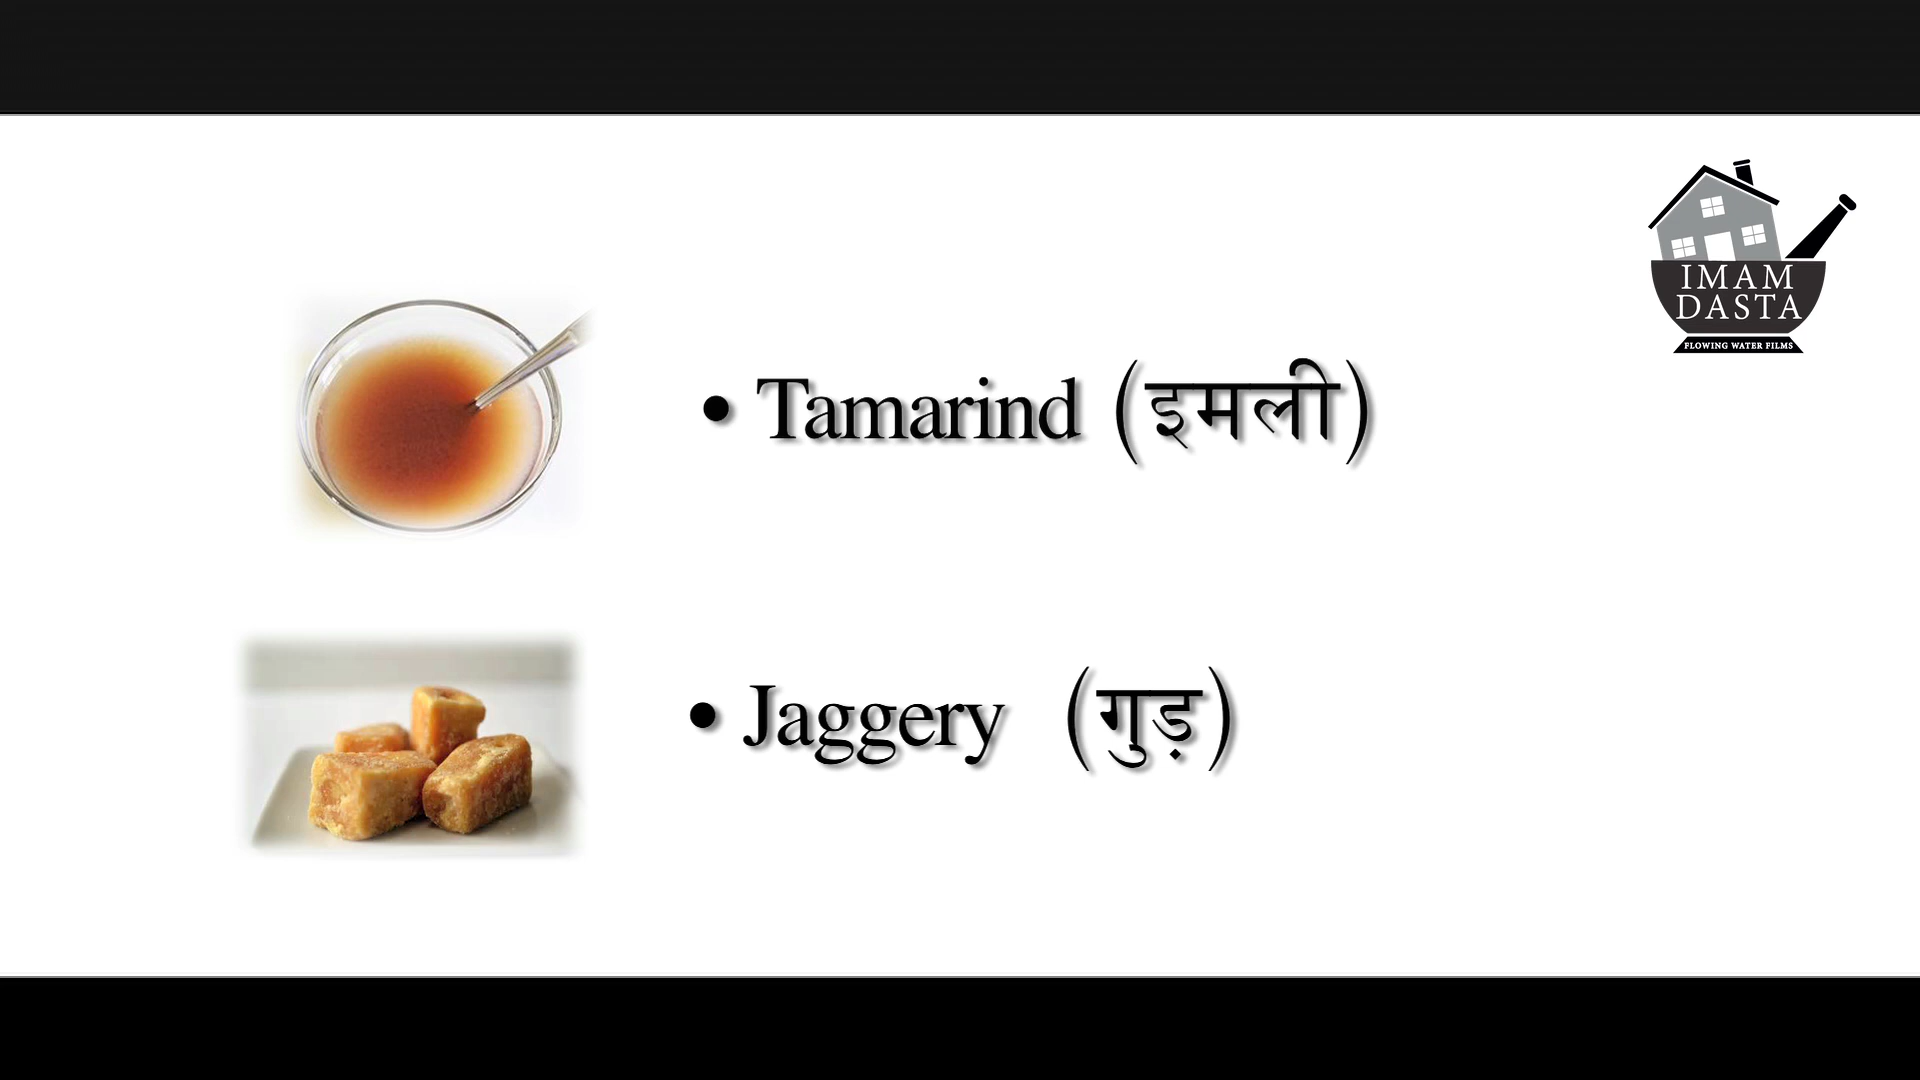 IMAM
DASTA
FLOWING WATER FILMS
• Tamarind (इमली)
• Jaggery (गुड़)